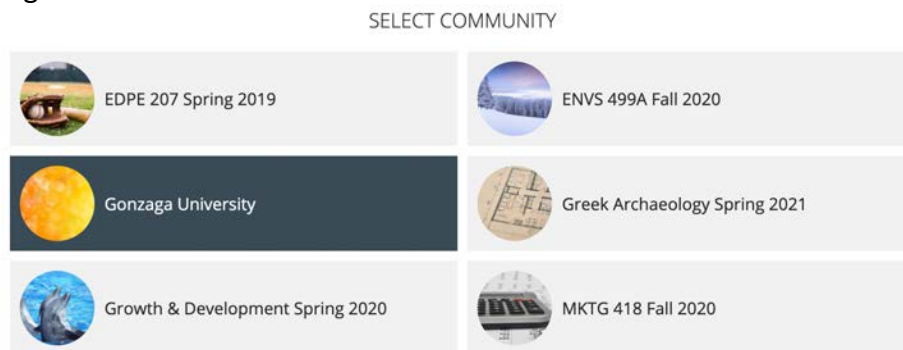 SELECT COMMUNITY
EDPE 207 Spring 2019
ENVS 499A Fall 2020
Gonzaga University
Greek Archaeology Spring 2021
Growth & Development Spring 2020
MKTG 418 Fall 2020